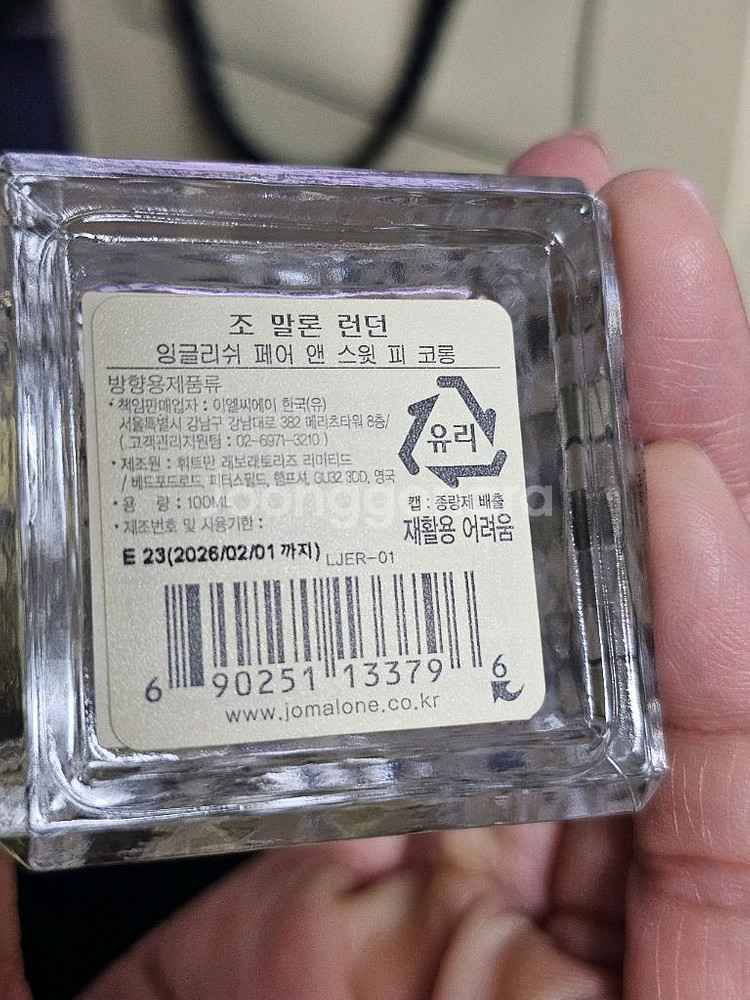 조 말론 런던
잉글리쉬 페어 앤 스윗 피 코롱
방향용제품류
• 책임판매업자 : 이엘씨에이 한국(유)
서울특별시 강남구 강남대로 382 메리츠타워 8층/
( 고객관리지원팀 : 02-6971-3210 )
• 제조원 : 휘트만 래보래토리즈 리미티드
/ 베드포드로드, 피터스필드, 햄프셔, GU32 3DD, 영국
• 용 량 : 100ML
• 제조번호 및 사용기한 :
E 23(2026/02/01 까지) LJER-01
유리
캡 : 종량제 배출
재활용 어려움
6 90251 13379 6
www.jomalone.co.kr